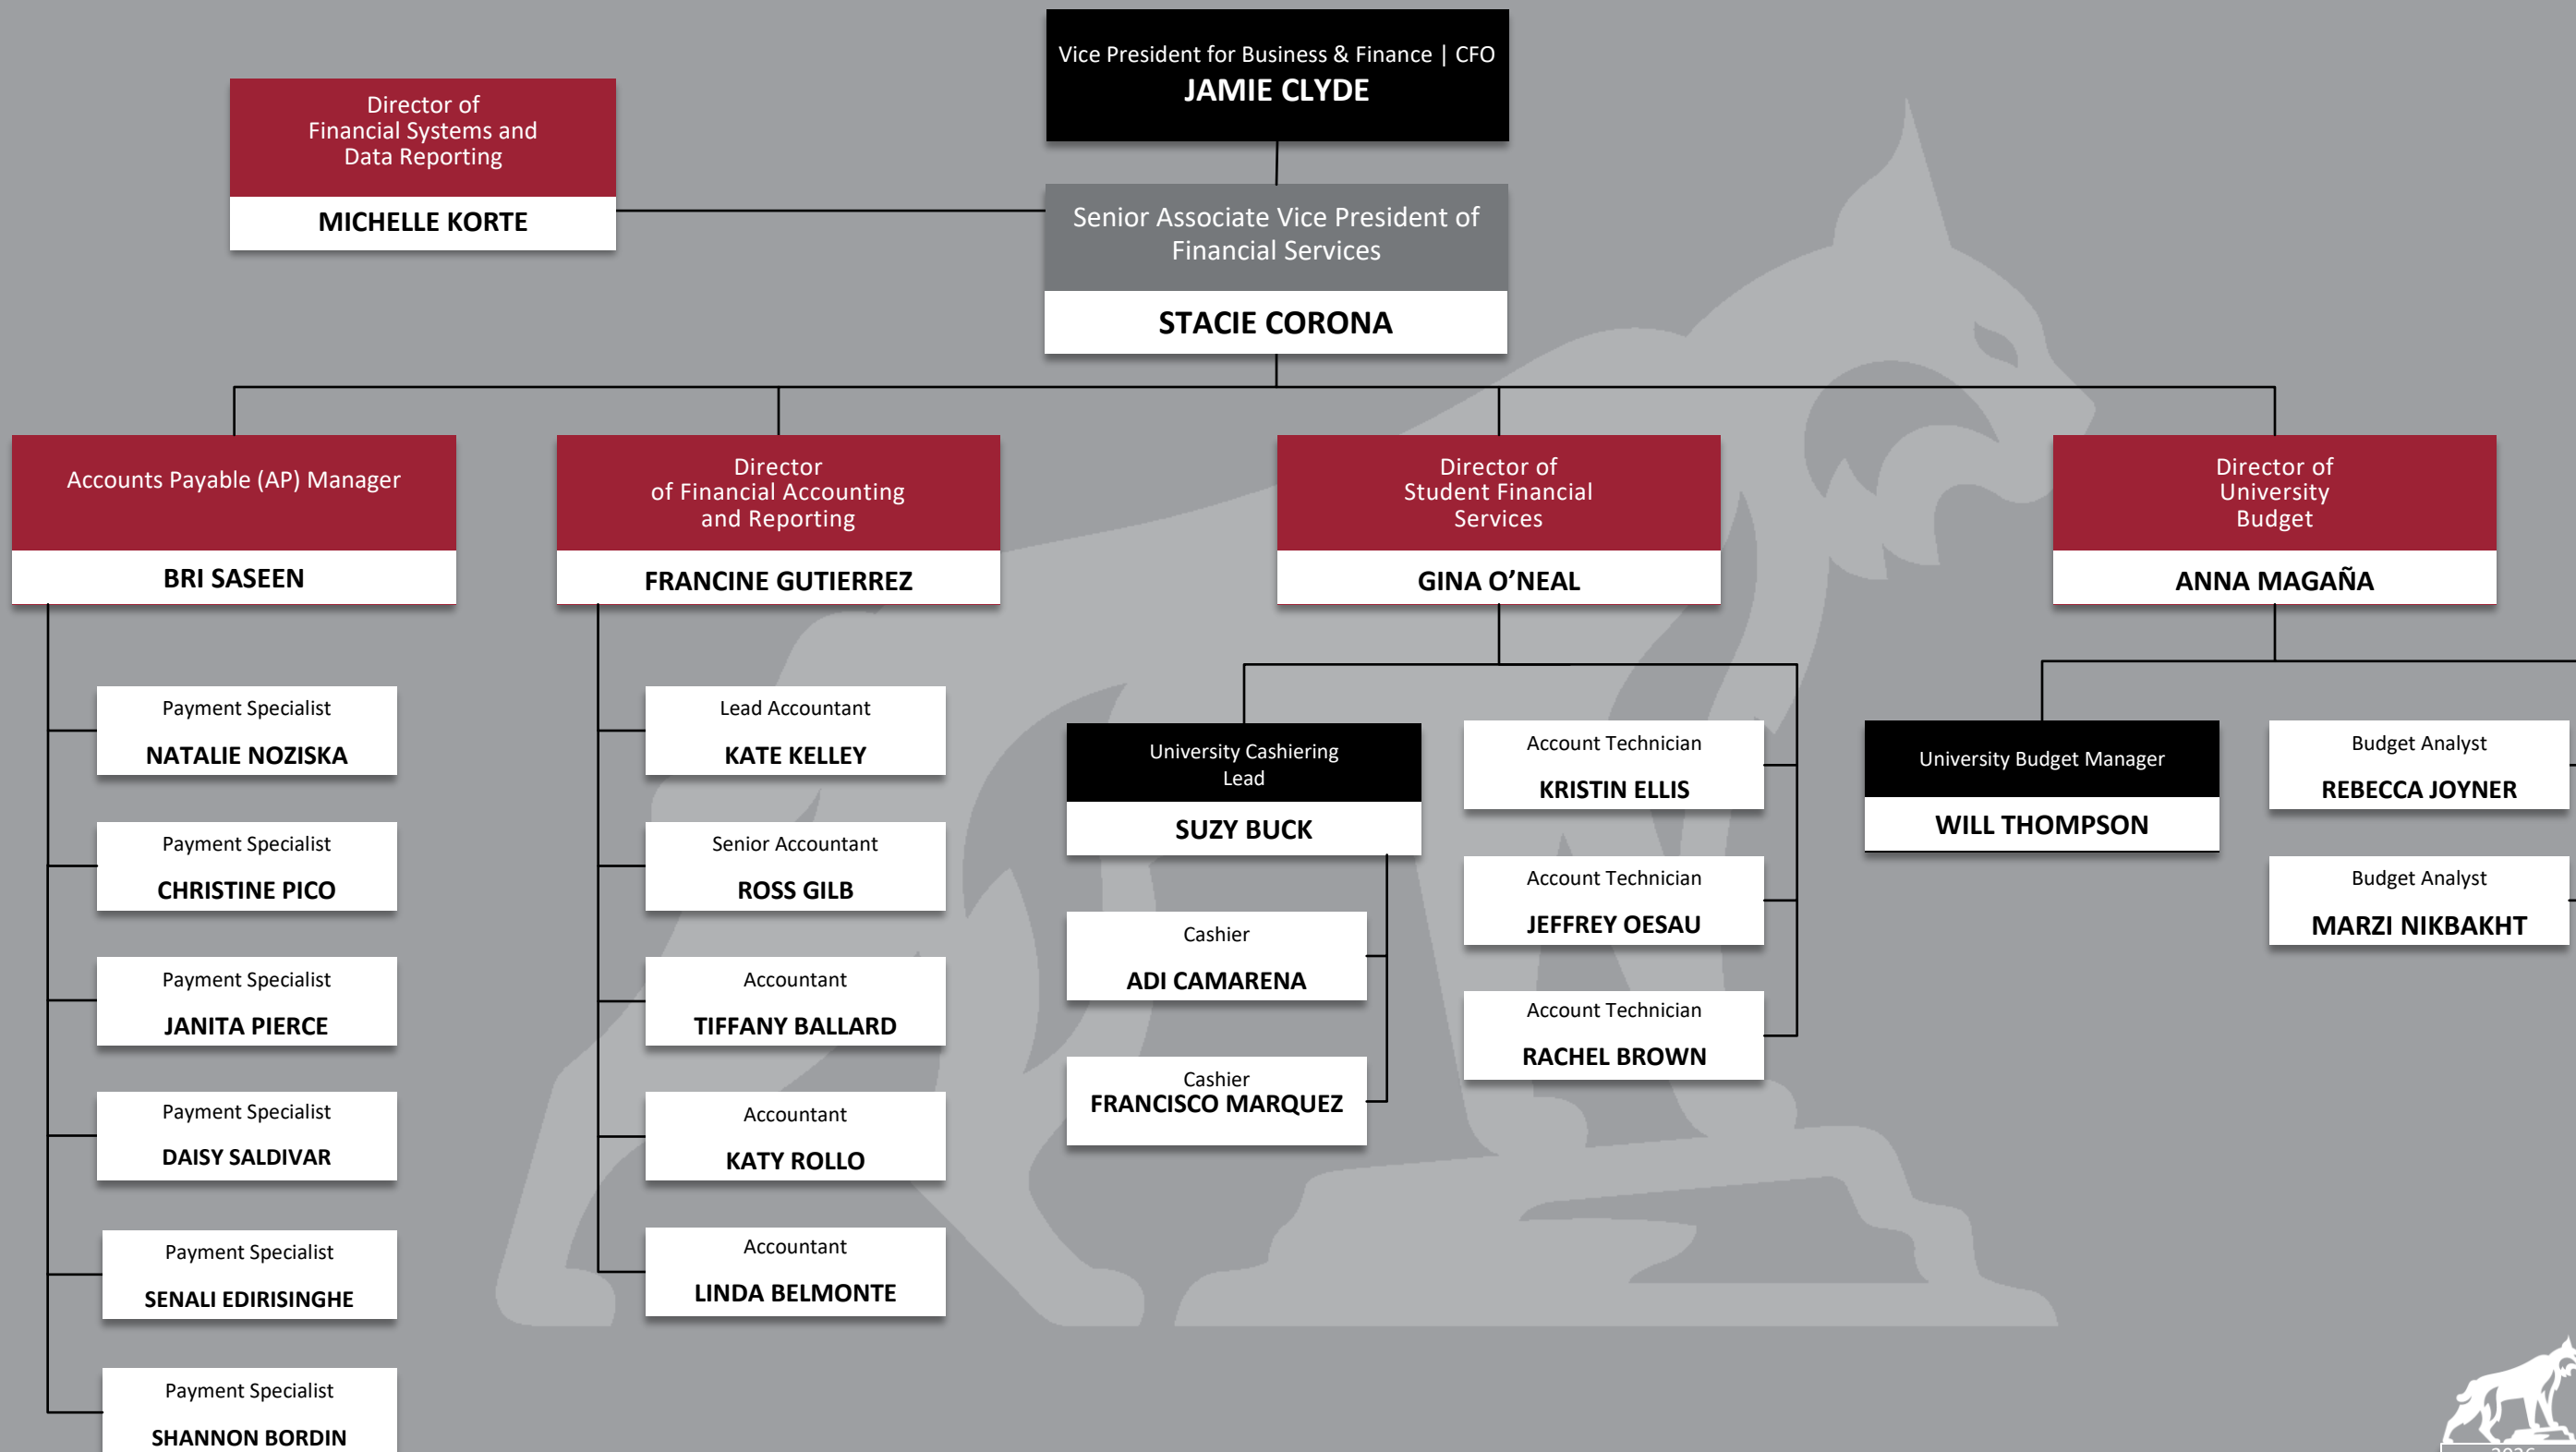 Vice President for Business & Finance | CFO
JAMIE CLYDE
Director of
Financial Systems and
Data Reporting
MICHELLE KORTE
Senior Associate Vice President of
Financial Services
STACIE CORONA
Accounts Payable (AP) Manager
BRI SASEEN
Director
of Financial Accounting
and Reporting
FRANCINE GUTIERREZ
Director of
Student Financial
Services
GINA O’NEAL
Director of
University
Budget
ANNA MAGAÑA
Payment Specialist
NATALIE NOZISKA
Payment Specialist
CHRISTINE PICO
Payment Specialist
JANITA PIERCE
Payment Specialist
DAISY SALDIVAR
Payment Specialist
SENALI EDIRISINGHE
Payment Specialist
SHANNON BORDIN
Lead Accountant
KATE KELLEY
Senior Accountant
ROSS GILB
Accountant
TIFFANY BALLARD
Accountant
KATY ROLLO
Accountant
LINDA BELMONTE
University Cashiering
Lead
SUZY BUCK
Cashier
ADI CAMARENA
Cashier
FRANCISCO MARQUEZ
Account Technician
KRISTIN ELLIS
Account Technician
JEFFREY OESAU
Account Technician
RACHEL BROWN
University Budget Manager
WILL THOMPSON
Budget Analyst
REBECCA JOYNER
Budget Analyst
MARZI NIKBAKHT